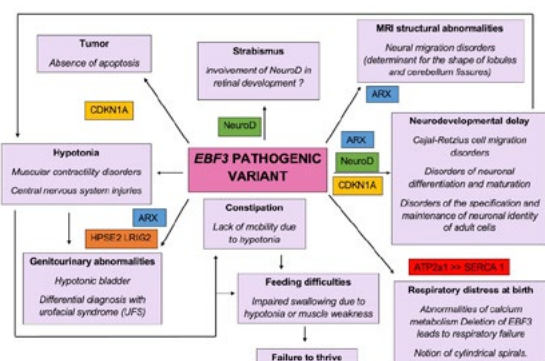 Tumor
Absence of apoptosis
Strabismus
Involvement of NeuroD in
retinal development ?
MRI structural abnormalities
Neural migration disorders
(determinant for the shape of lobules
and cerebellum fissures)
CDKN1A
NeuroD
ARX
Hypotonia
Muscular contractility disorders
Central nervous system injuries
EBF3 PATHOGENIC
VARIANT
ARX
NeuroD
CDKN1A
Neurodevelopmental delay
Cajal-Retzius cell migration
disorders
Disorders of neuronal
differentiation and maturation
Disorders of the specification and
maintenance of neuronal identity
of adult cells
ARX
HPSE2 LRIG2
Constipation
Lack of mobility due
to hypotonia
Genitourinary abnormalities
Hypotonic bladder
Differential diagnosis with
urofacial syndrome (UFS)
Feeding difficulties
Impaired swallowing due to
hypotonia or muscle weakness
ATP2a1 >> SERCA 1
Respiratory distress at birth
Abnormalities of calcium
metabolism Deletion of EBF3
leads to respiratory failure
Notion of cylindrical spirals.
Failure to thrive